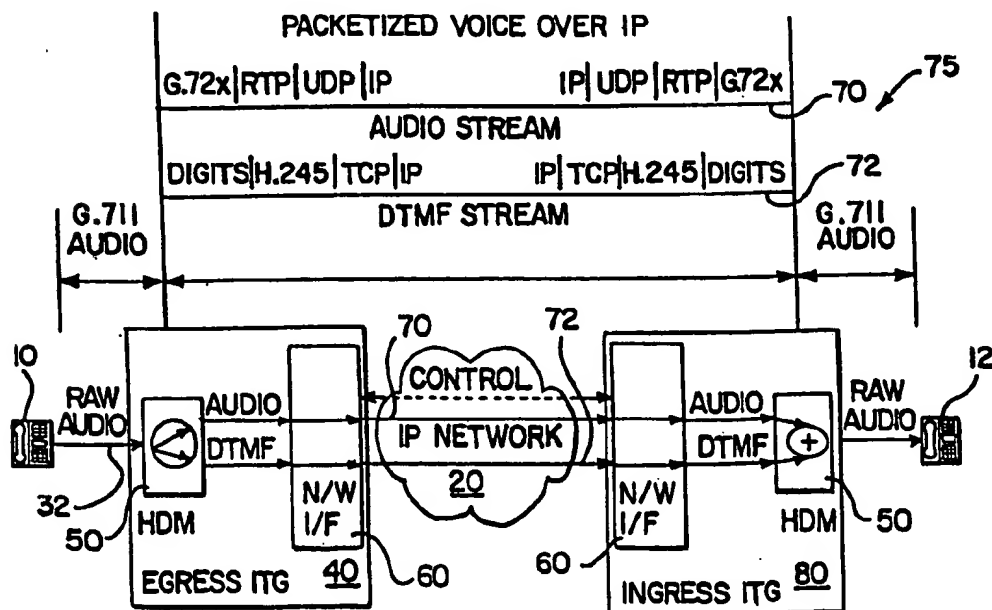 PACKETIZED VOICE OVER IP
G.72x|RTP|UDP|IP IP|UDP|RTP|G.72x
75
70
AUDIO STREAM
DIGITS|H.245|TCP|IP IP|TCP|H.245|DIGITS
72
DTMF STREAM
G.711 AUDIO
G.711 AUDIO
10
RAW AUDIO
32
50
HDM
AUDIO
DTMF
N/W I/F
60
EGRESS ITG 40
70
72
CONTROL
IP NETWORK
20
N/W I/F
60
AUDIO
DTMF
+
HDM
50
INGRESS ITG 80
RAW AUDIO
12